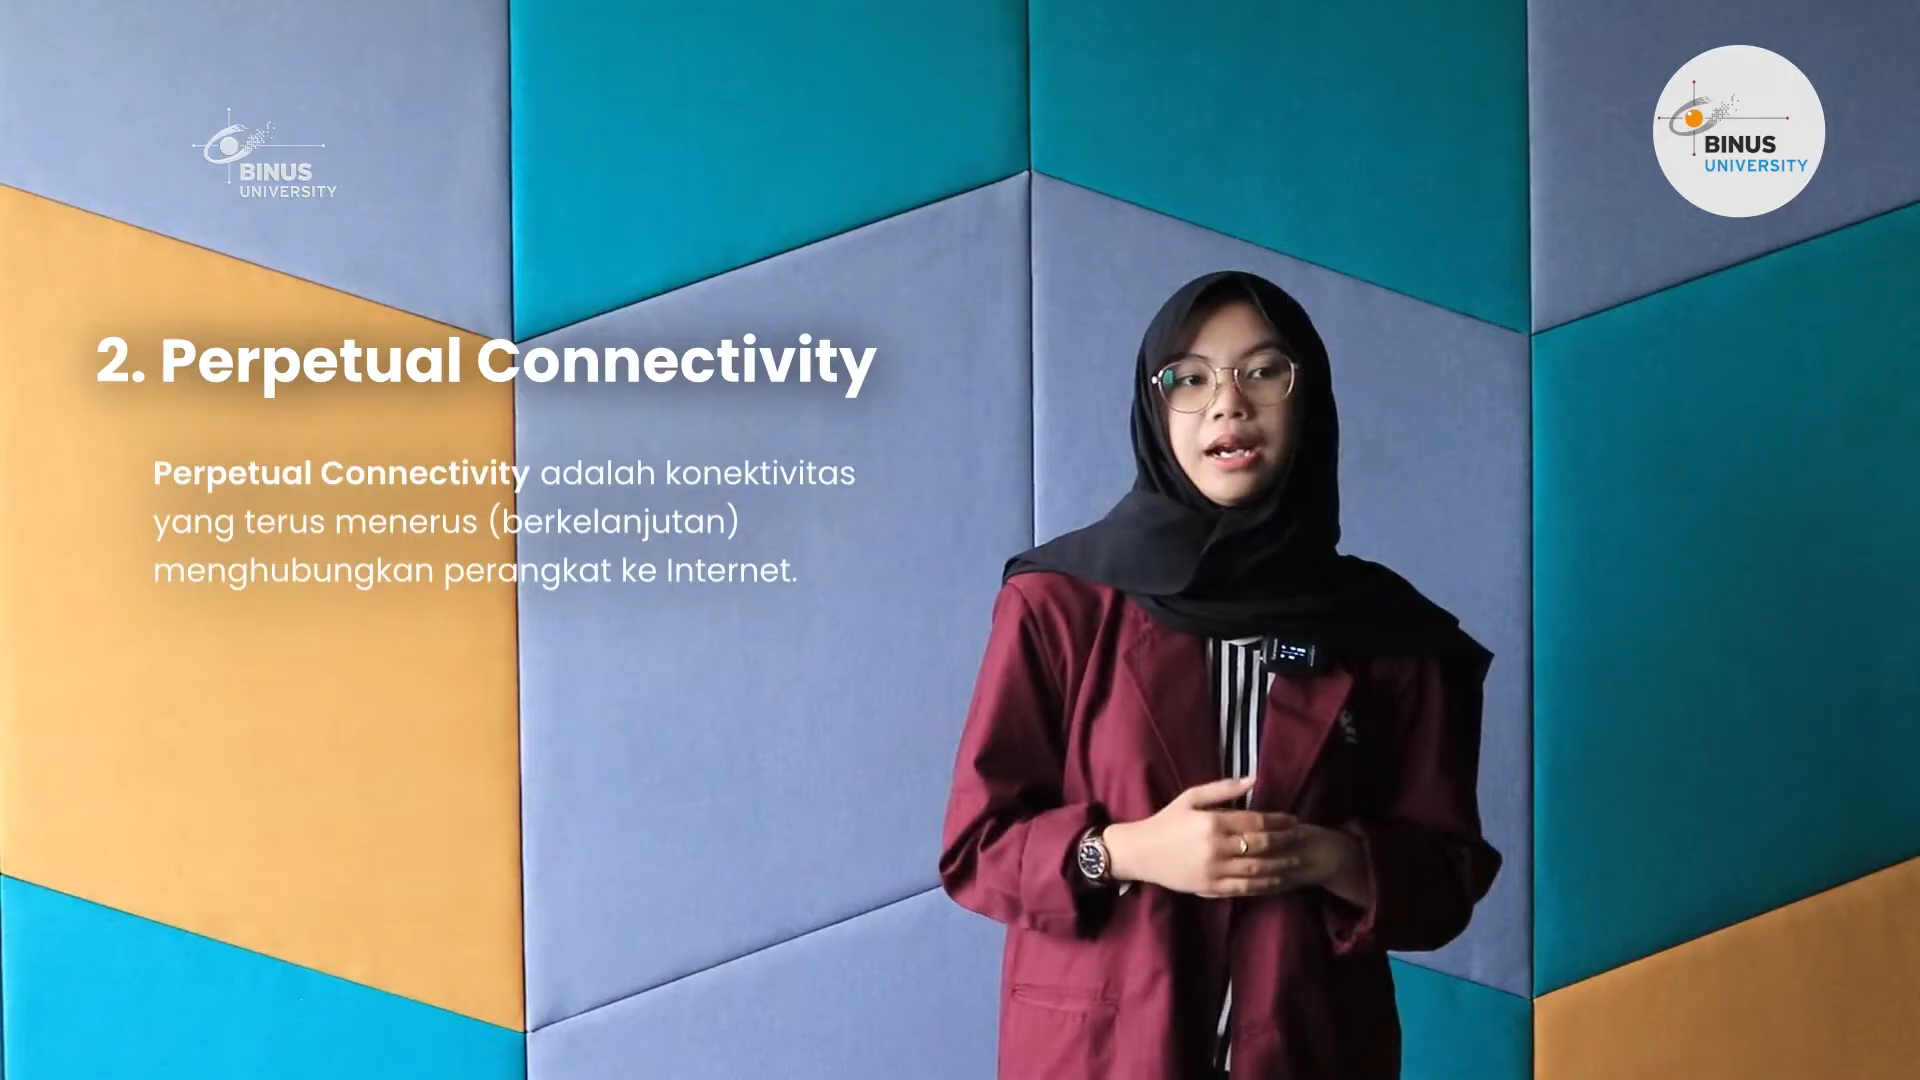 BINUS
UNIVERSITY
BINUS
UNIVERSITY
2. Perpetual Connectivity
Perpetual Connectivity adalah konektivitas
yang terus menerus (berkelanjutan)
menghubungkan perangkat ke Internet.